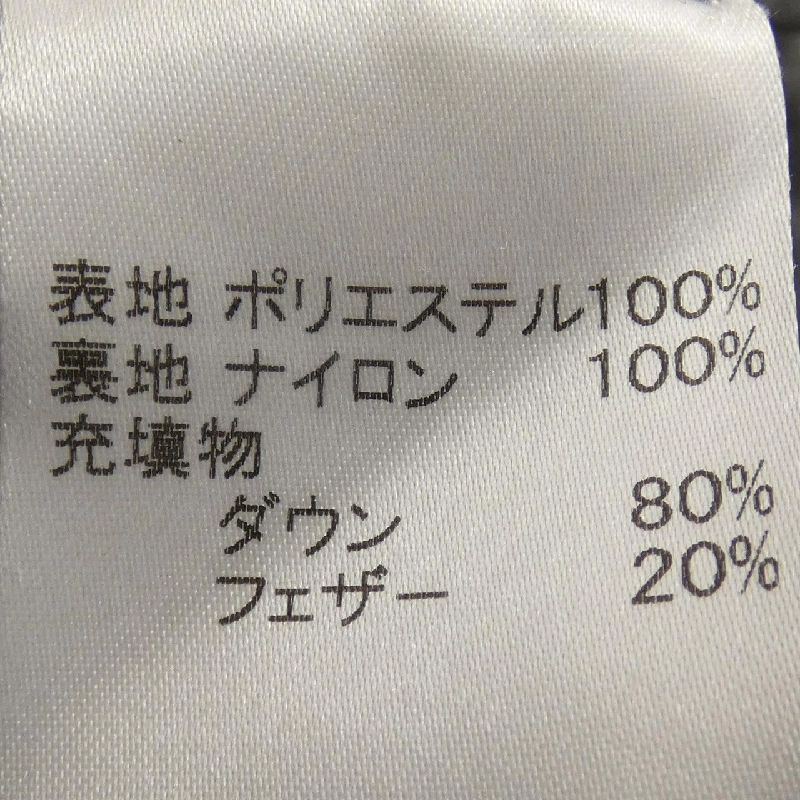 表地 ポリエステル100%
裏地 ナイロン 100%
充填物
ダウン 80%
フェザー 20%